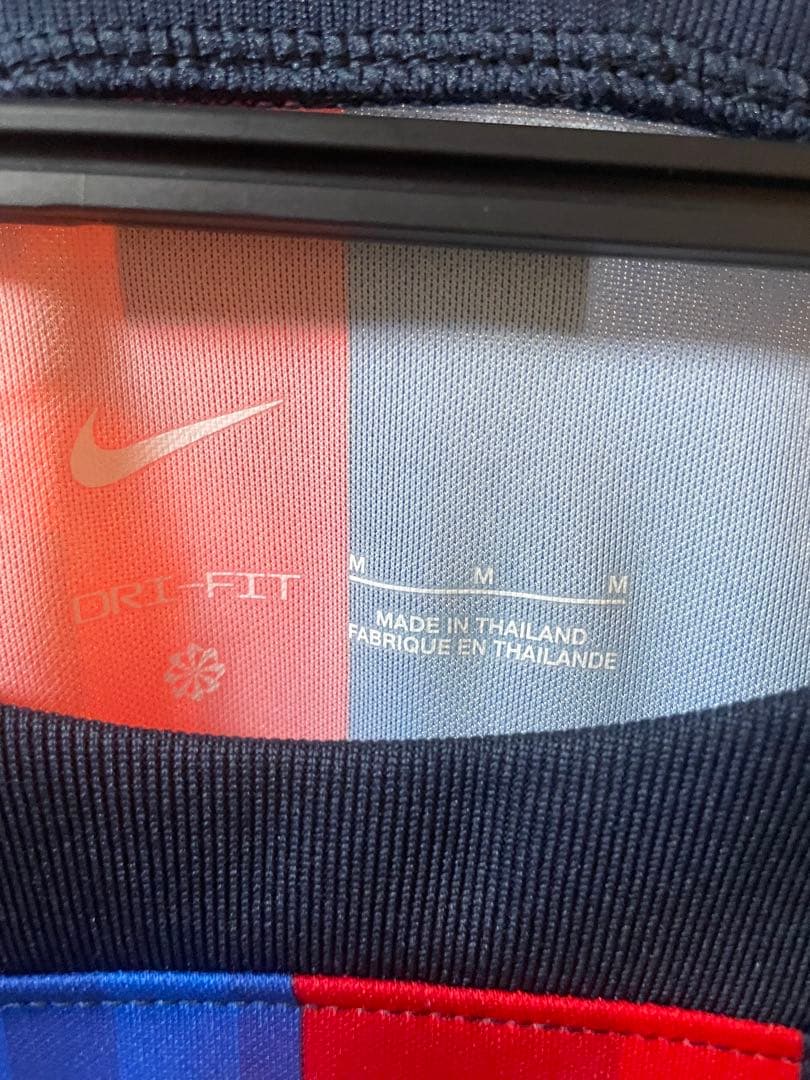 DRI-FIT
M M M
MADE IN THAILAND
FABRIQUE EN THAILANDE